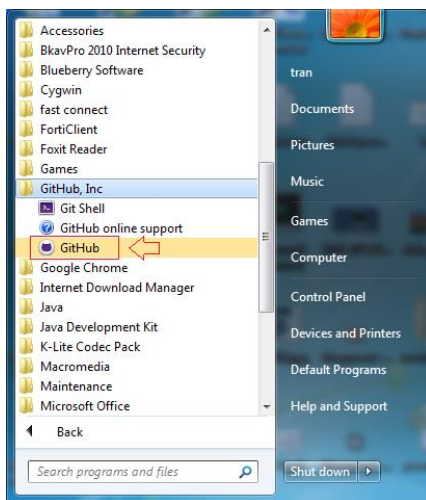 Accessories
BkavPro 2010 Internet Security
Blueberry Software
Cygwin
fast connect
FortiClient
Foxit Reader
Games
GitHub, Inc
Git Shell
GitHub online support
GitHub
Google Chrome
Internet Download Manager
Java
Java Development Kit
K-Lite Codec Pack
Macromedia
Maintenance
Microsoft Office
Back
Search programs and files
tran
Documents
Pictures
Music
Games
Computer
Control Panel
Devices and Printers
Default Programs
Help and Support
Shut down